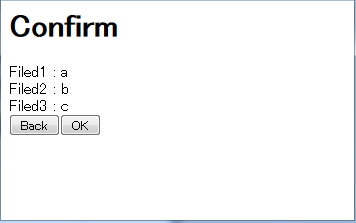 Confirm
Filed1 : a
Filed2 : b
Filed3 : c
Back OK